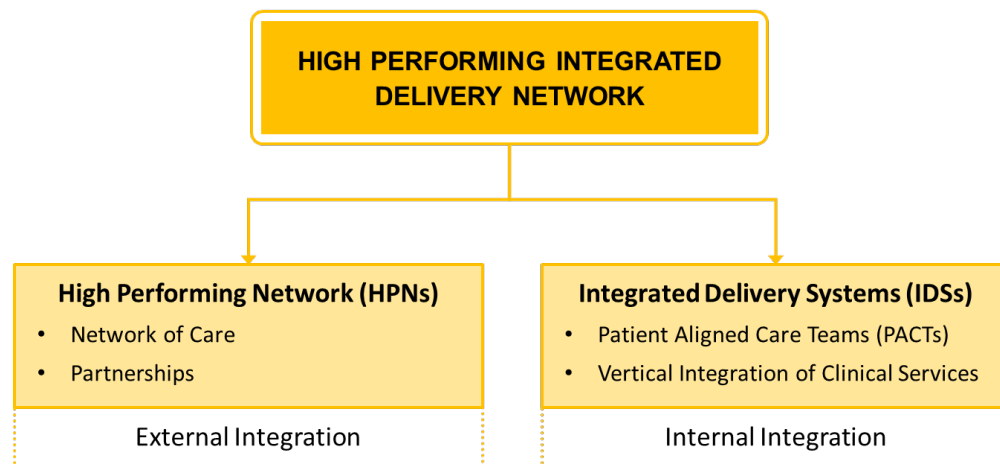 HIGH PERFORMING INTEGRATED
DELIVERY NETWORK
High Performing Network (HPNs)
• Network of Care
• Partnerships
External Integration
Integrated Delivery Systems (IDSs)
• Patient Aligned Care Teams (PACTs)
• Vertical Integration of Clinical Services
Internal Integration